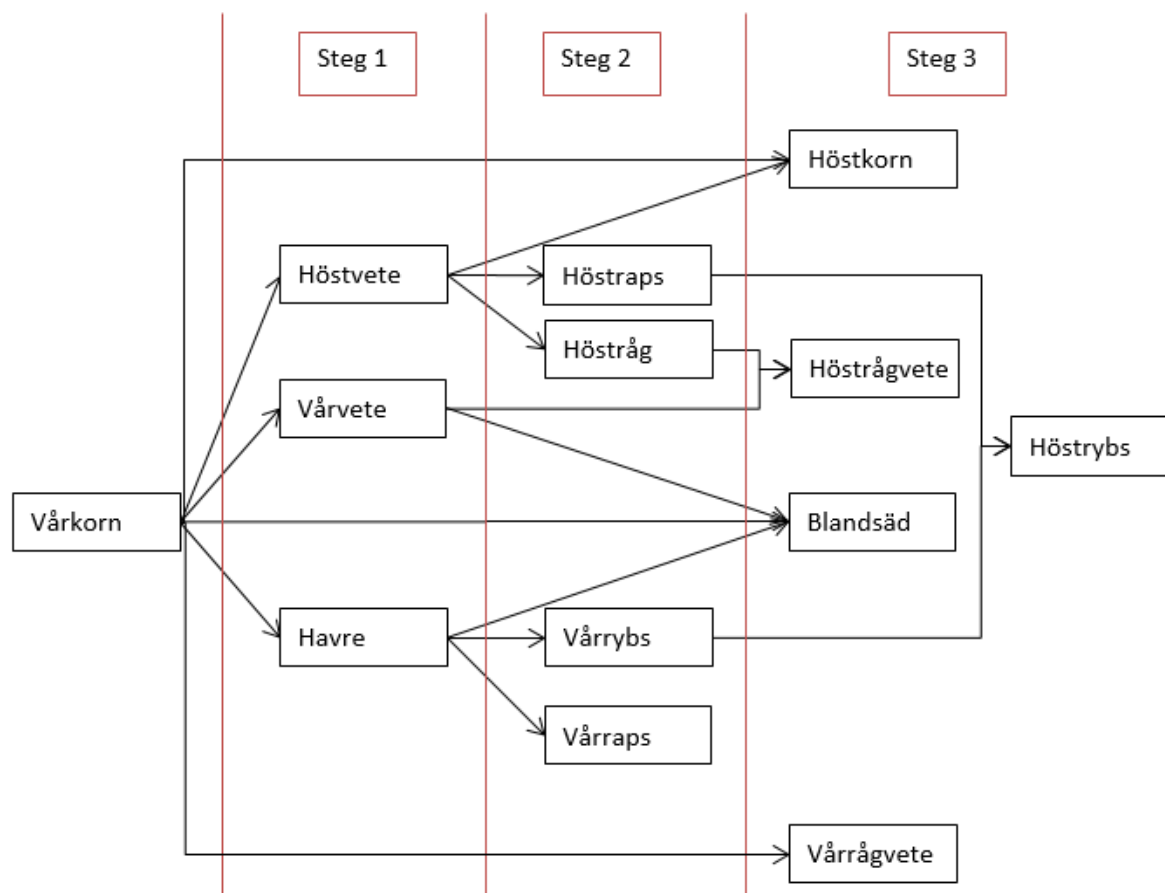 Steg 1
Steg 2
Steg 3
Höstkorn
Höstvete
Höstraps
Höstråg
Höstrågvete
Vårvete
Höstrybs
Vårkorn
Blandsäd
Havre
Vårrybs
Vårraps
Vårrågvete